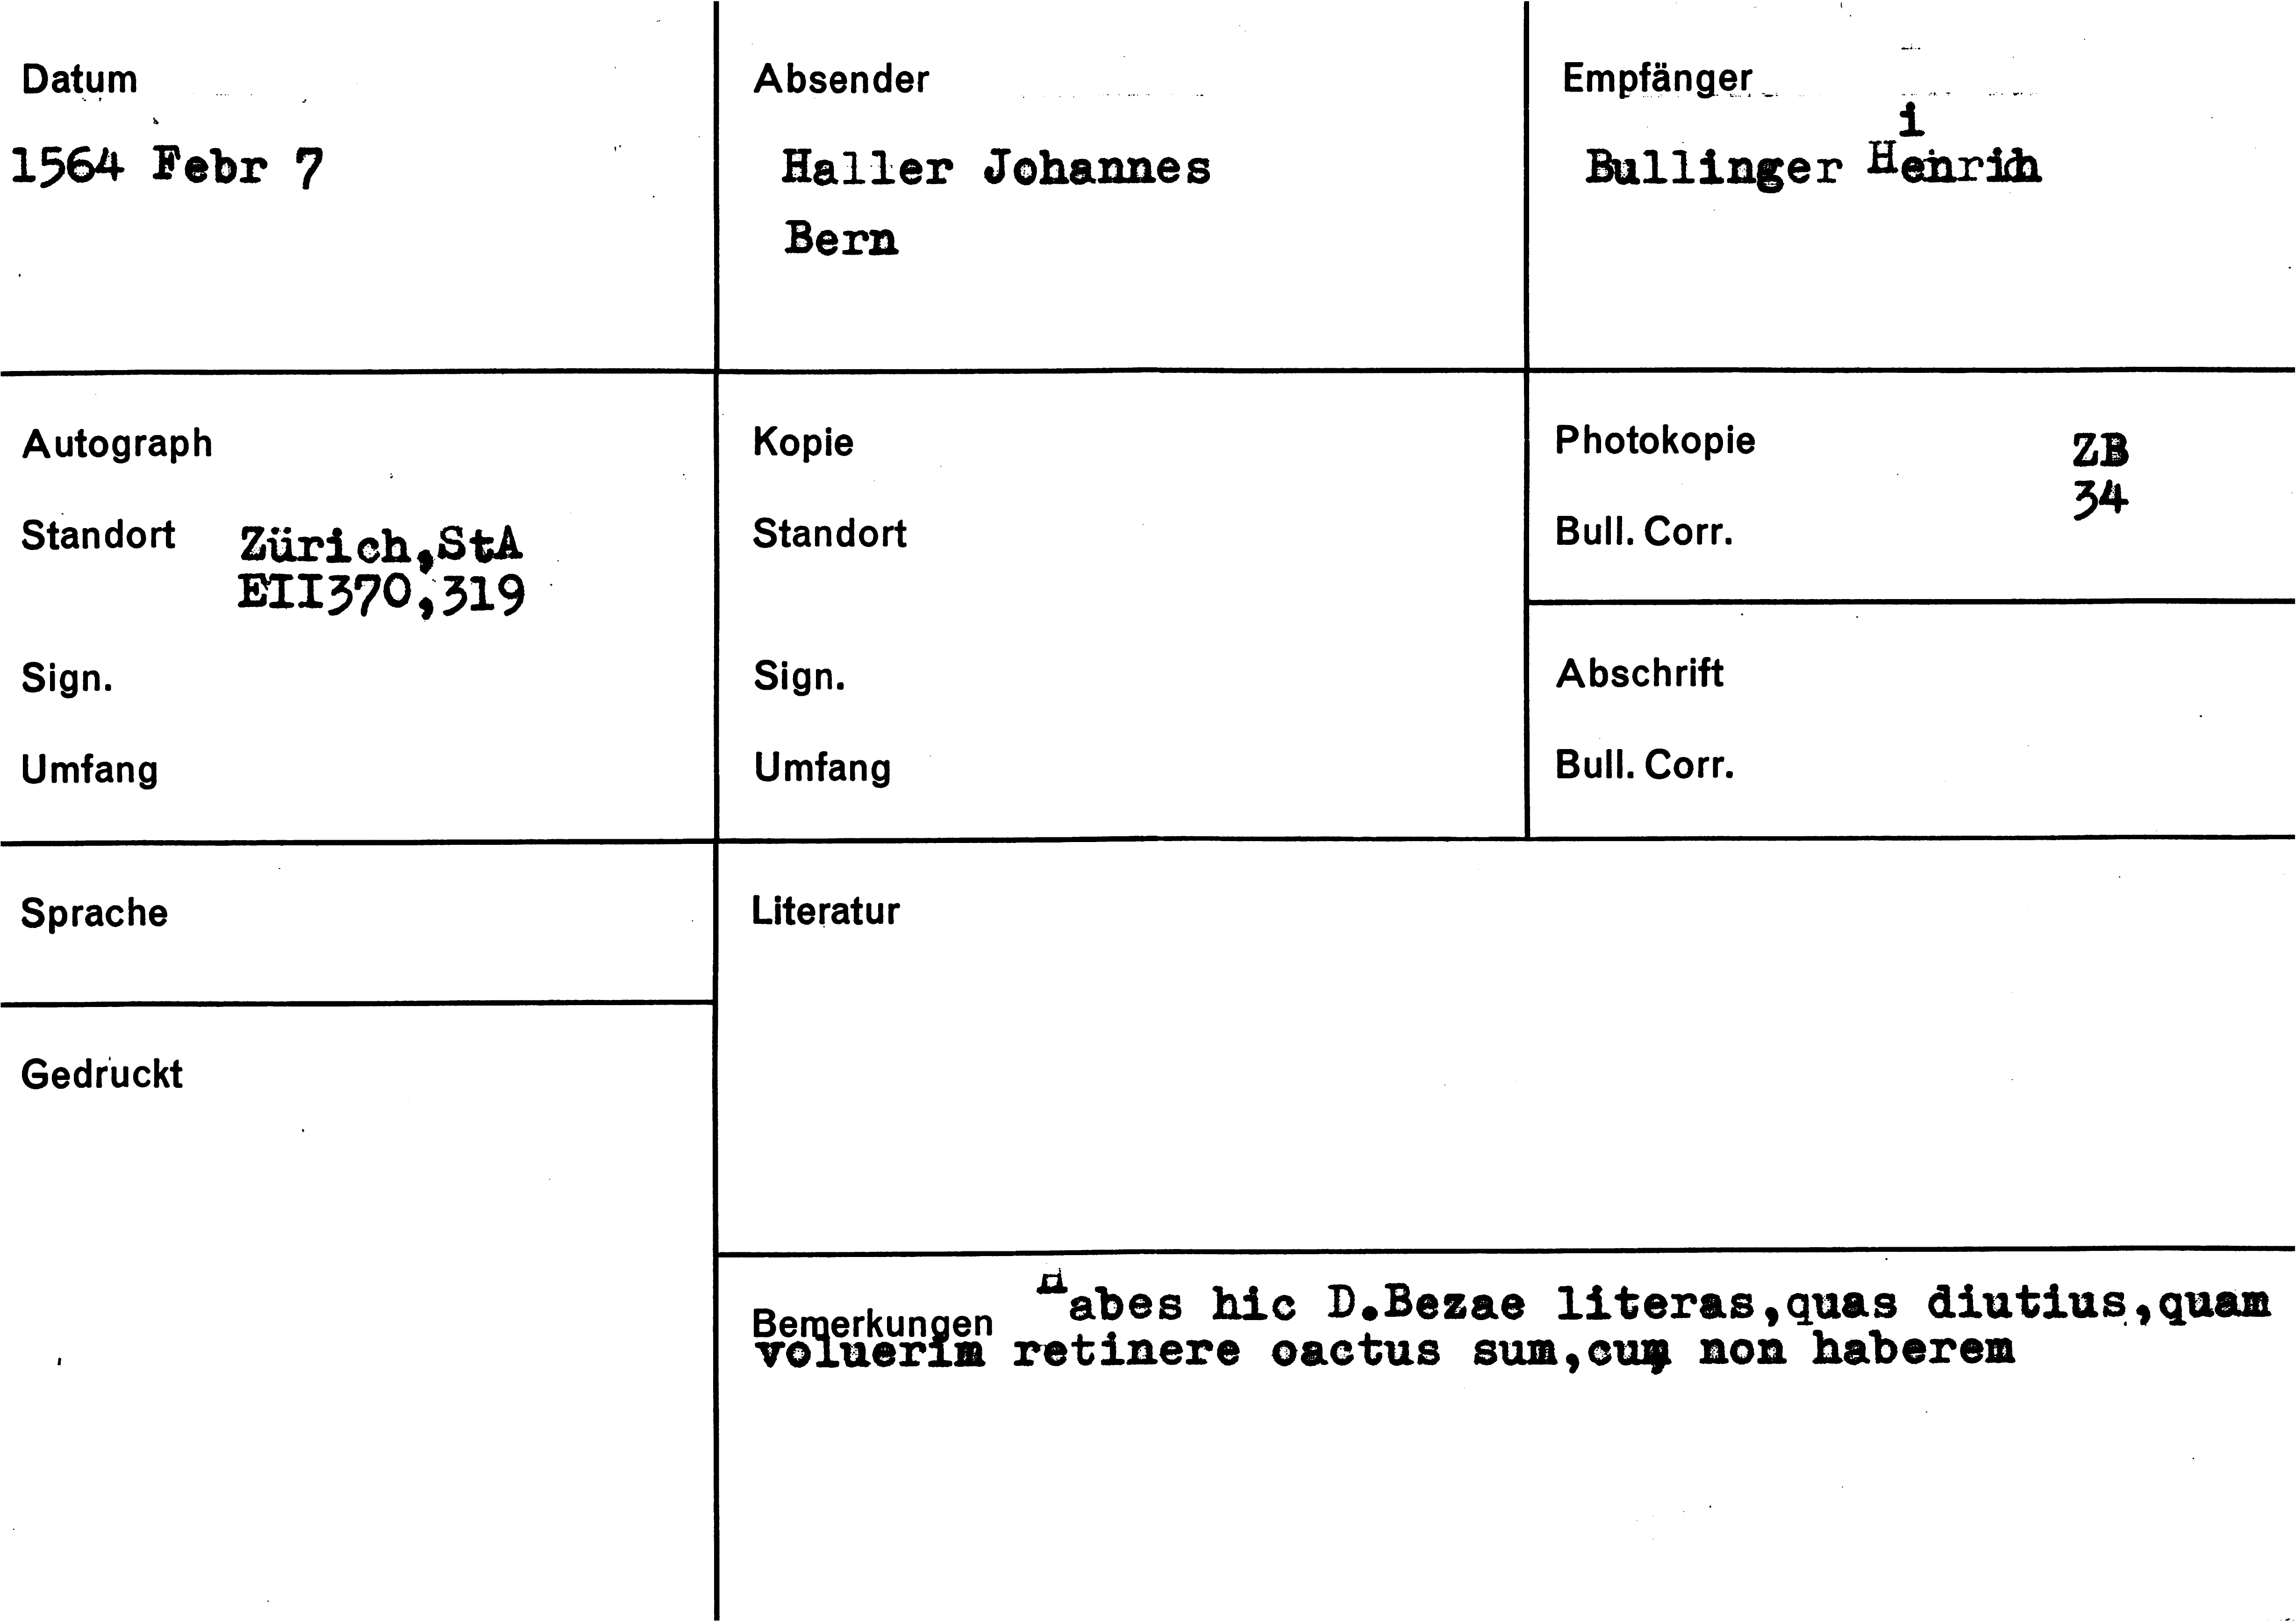 Datum
1564 Febr 7
Absender
Haller Johannes
Bern
Empfänger
i
Bullinger Henrich
Autograph
Standort Zürich,StA
EII370,319
Sign.
Umfang
Kopie
Standort
Sign.
Umfang
Photokopie ZB
34
Bull. Corr.
Abschrift
Bull. Corr.
Sprache
Literatur
Gedruckt
Bemerkungen Habes hic D.Bezae literas,quas diutius,quam
voluerim retinere oactus sum,cum non haberem